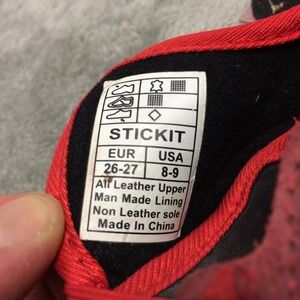 STICKIT
EUR USA
26-27 8-9
All Leather Upper
Man Made Lining
Non Leather sole
Made In China